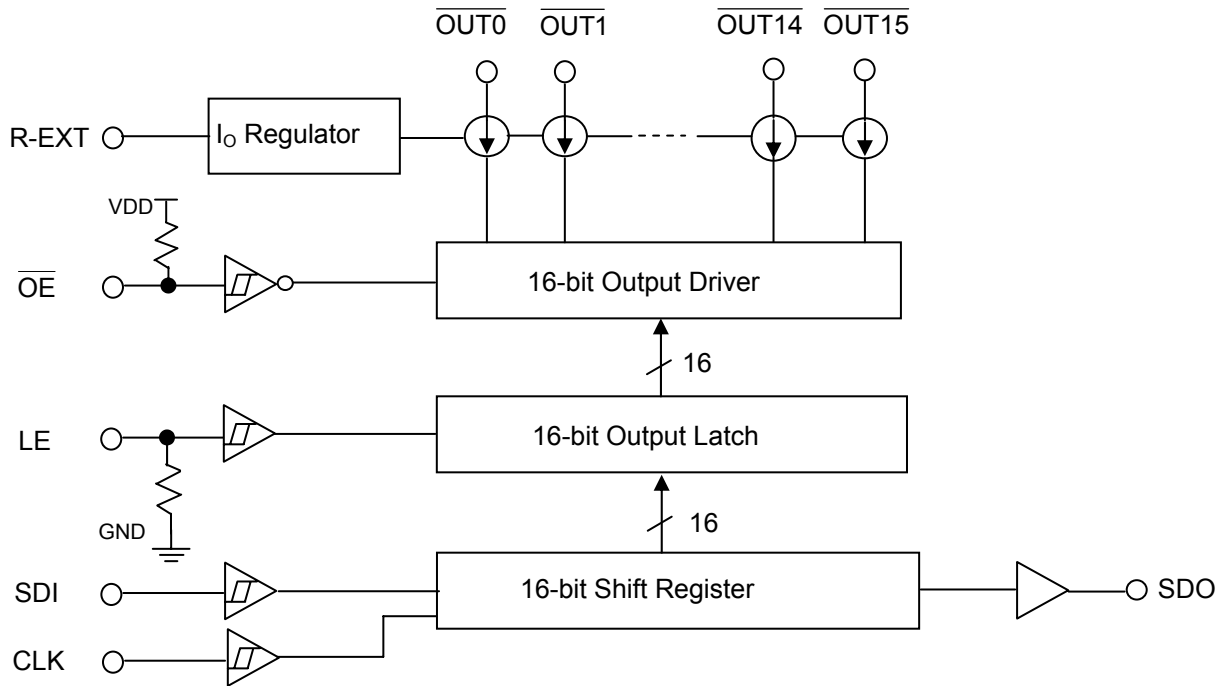 OUT0 OUT1 OUT14 OUT15
R-EXT
IO Regulator
VDD
OE
16-bit Output Driver
16
LE
16-bit Output Latch
GND
16
SDI
16-bit Shift Register
SDO
CLK